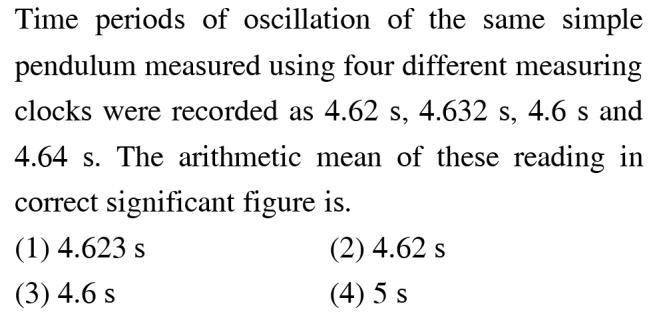 Time periods of oscillation of the same simple
pendulum measured using four different measuring
clocks were recorded as 4.62 s, 4.632 s, 4.6 s and
4.64 s. The arithmetic mean of these reading in
correct significant figure is.
(1) 4.623 s (2) 4.62 s
(3) 4.6 s (4) 5 s